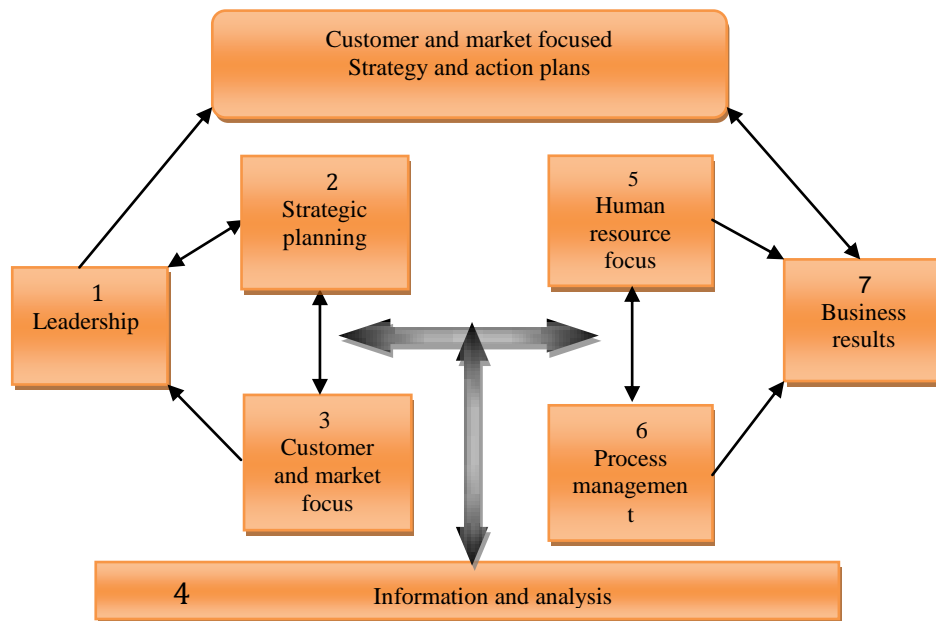 Customer and market focused
Strategy and action plans
2
Strategic
planning
5
Human
resource
focus
1
Leadership
7
Business
results
3
Customer
and market
focus
6
Process
managemen
t
4 Information and analysis